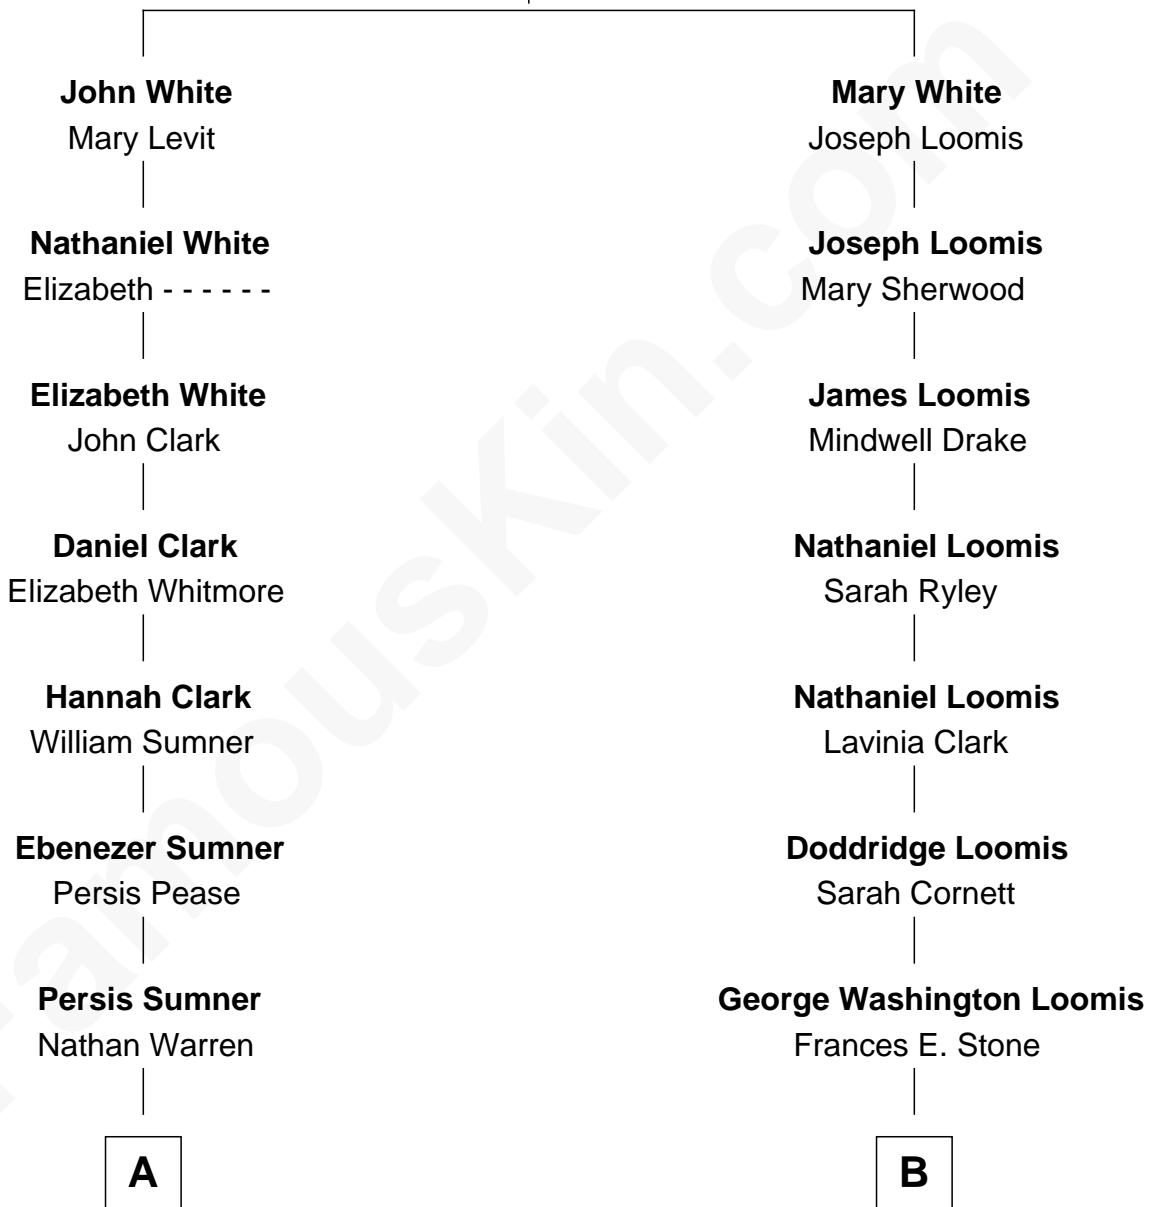 John White
Mary Levit
Nathaniel White
Elizabeth - - - - - -
Elizabeth White
John Clark
Daniel Clark
Elizabeth Whitmore
Hannah Clark
William Sumner
Ebenezer Sumner
Persis Pease
Persis Sumner
Nathan Warren
A
Mary White
Joseph Loomis
Joseph Loomis
Mary Sherwood
James Loomis
Mindwell Drake
Nathaniel Loomis
Sarah Ryley
Nathaniel Loomis
Lavinia Clark
Doddridge Loomis
Sarah Cornett
George Washington Loomis
Frances E. Stone
B
FamousKin.com